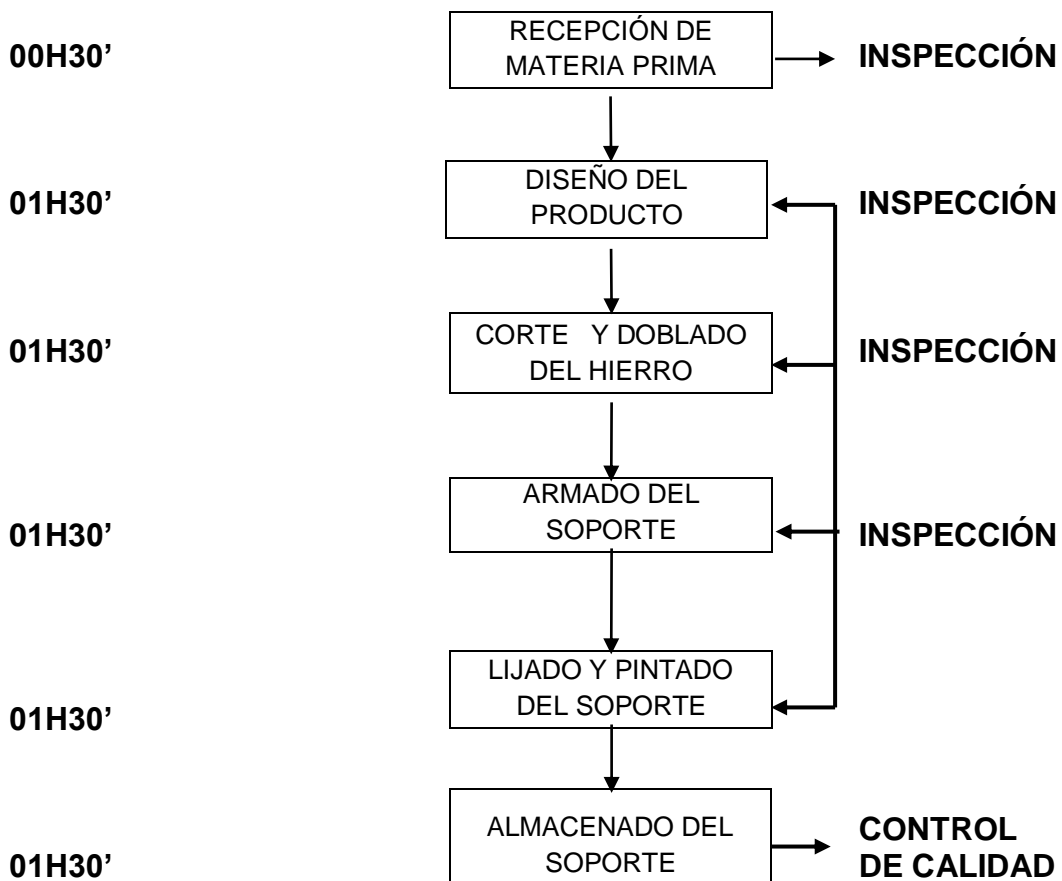 00H30’
RECEPCIÓN DE
MATERIA PRIMA
INSPECCIÓN
01H30’
DISEÑO DEL
PRODUCTO
INSPECCIÓN
01H30’
CORTE Y DOBLADO
DEL HIERRO
INSPECCIÓN
01H30’
ARMADO DEL
SOPORTE
INSPECCIÓN
01H30’
LIJADO Y PINTADO
DEL SOPORTE
01H30’
ALMACENADO DEL
SOPORTE
CONTROL
DE CALIDAD